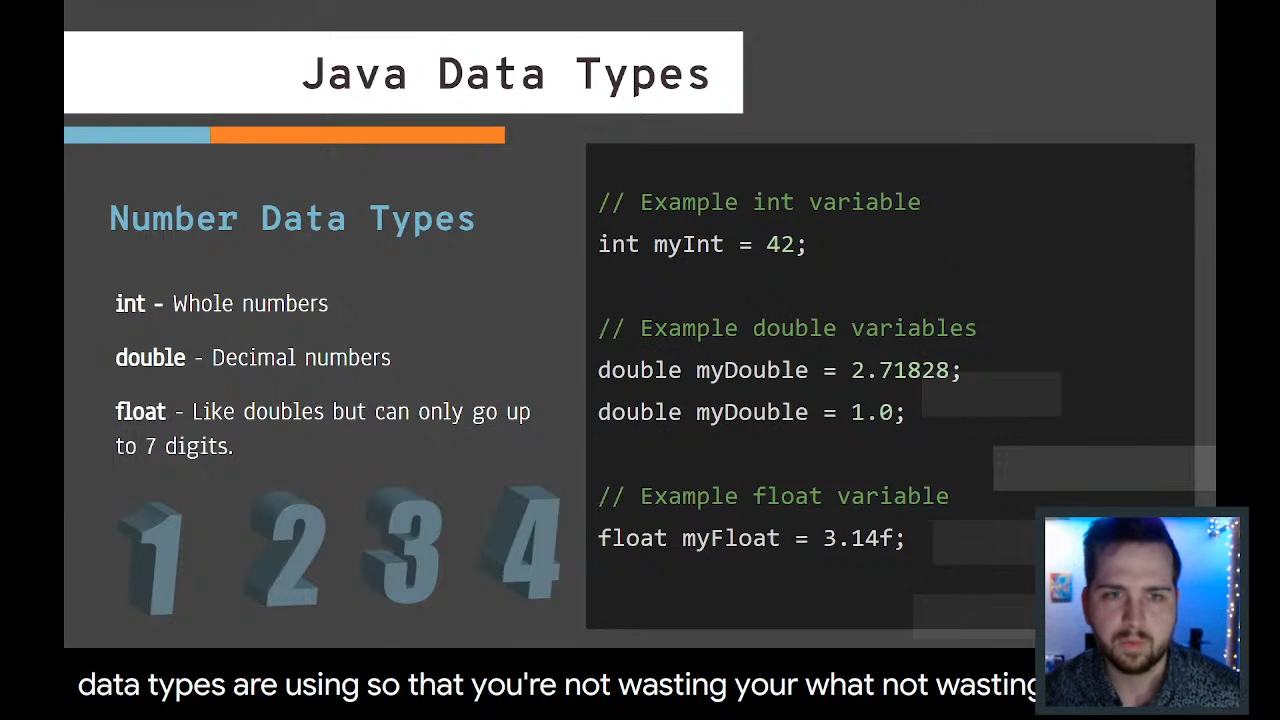 Java Data Types
Number Data Types
int - Whole numbers
double - Decimal numbers
float - Like doubles but can only go up
to 7 digits.
1 2 3 4
// Example int variable
int myInt = 42;
// Example double variables
double myDouble = 2.71828;
double myDouble = 1.0;
// Example float variable
float myFloat = 3.14f;
data types are using so that you're not wasting your what not wasting